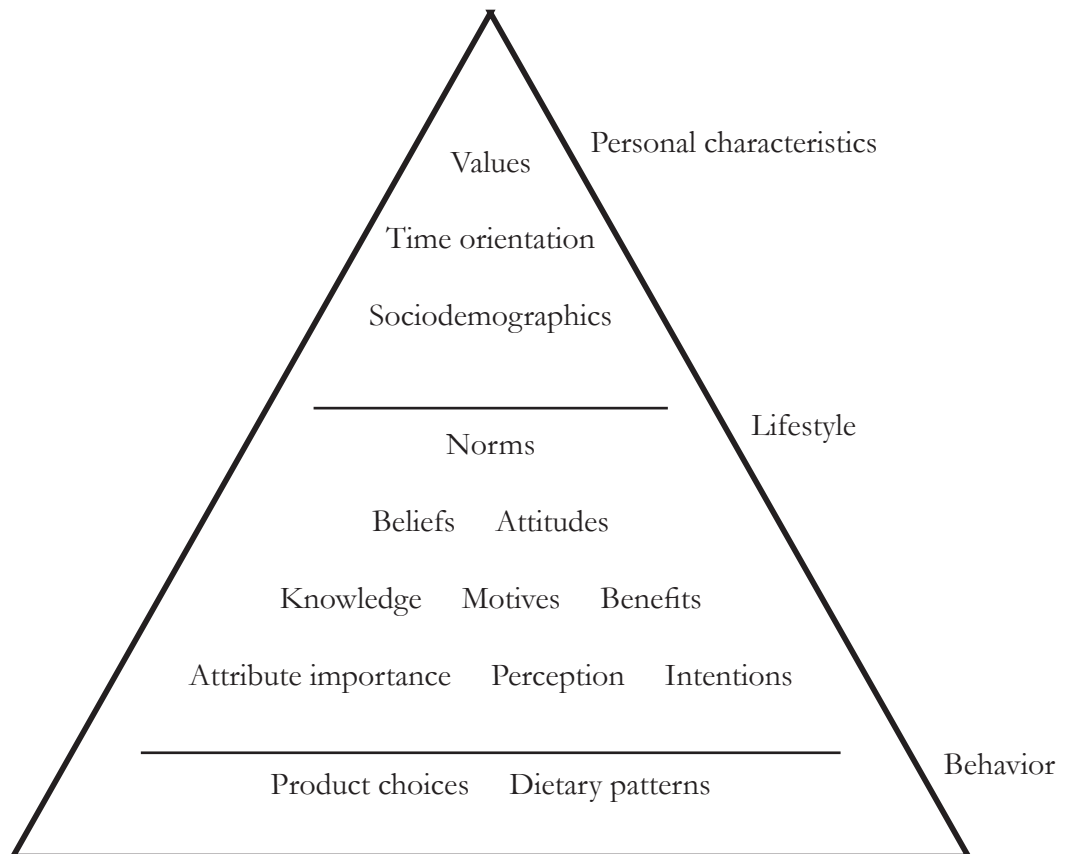 Personal characteristics
Values
Time orientation
Sociodemographics
Lifestyle
Norms
Beliefs Attitudes
Knowledge Motives Benefits
Attribute importance Perception Intentions
Behavior
Product choices Dietary patterns